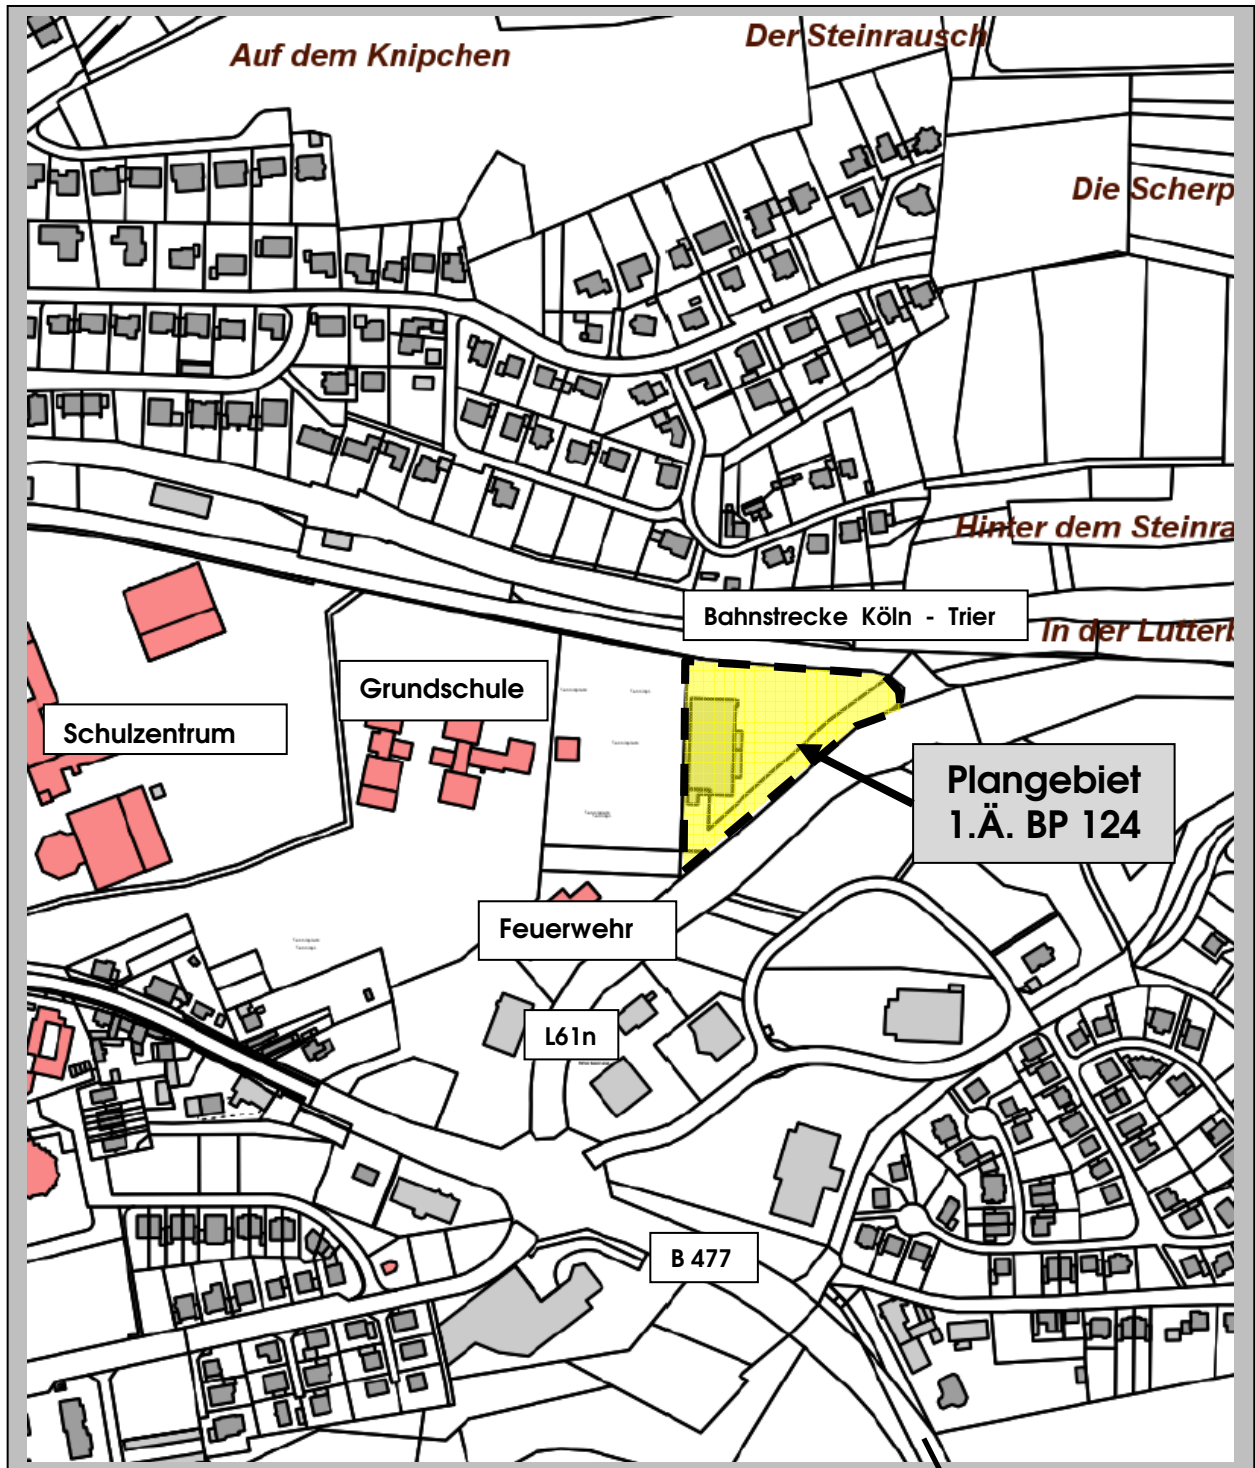 Der Steinrausch
Auf dem Knipchen
Die Scherp
Hinter dem Steinra
Bahnstrecke Köln - Trier
In der Lutterb
Grundschule
Schulzentrum
Plangebiet
1.Ä. BP 124
Feuerwehr
L61n
B 477